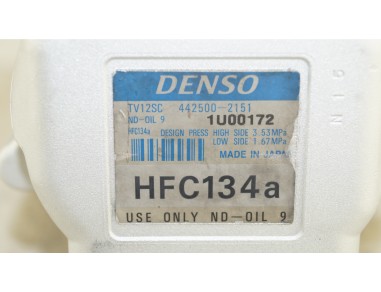 DENSO
TV12SC 442500-2151
ND-OIL 9 1U00172
HFC134a DESIGN PRESS HIGH SIDE 3.53MPa
LOW SIDE 1.67MPa
MADE IN JAPAN
HFC134a
USE ONLY ND-OIL 9
N16